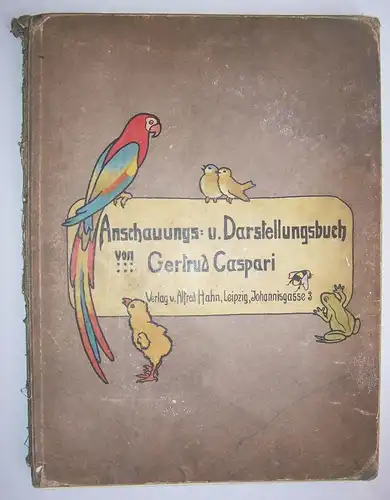 Anschauungs= u. Darstellungsbuch
von
Gertrud Caspari
Verlag v. Alfred Hahn, Leipzig, Johannisgasse 3